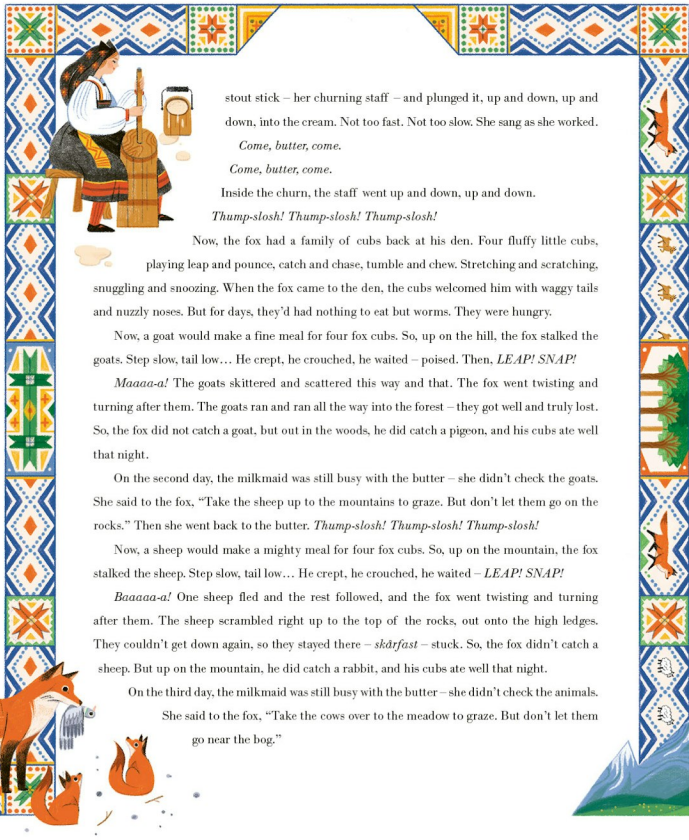 stout stick – her churning staff – and plunged it, up and down, up and
down, into the cream. Not too fast. Not too slow. She sang as she worked.
Come, butter, come.
Come, butter, come.
Inside the churn, the staff went up and down, up and down.
Thump-slosh! Thump-slosh! Thump-slosh!
Now, the fox had a family of cubs back at his den. Four fluffy little cubs,
playing leap and pounce, catch and chase, tumble and chew. Stretching and scratching,
snuggling and snoozing. When the fox came to the den, the cubs welcomed him with waggy tails
and nuzzly noses. But for days, they’d had nothing to eat but worms. They were hungry.
Now, a goat would make a fine meal for four fox cubs. So, up on the hill, the fox stalked the
goats. Step slow, tail low… He crept, he crouched, he waited – poised. Then, LEAP! SNAP!
Maaaa-a! The goats skittered and scattered this way and that. The fox went twisting and
turning after them. The goats ran and ran all the way into the forest – they got well and truly lost.
So, the fox did not catch a goat, but out in the woods, he did catch a pigeon, and his cubs ate well
that night.
On the second day, the milkmaid was still busy with the butter – she didn’t check the goats.
She said to the fox, “Take the sheep up to the mountains to graze. But don’t let them go on the
rocks.” Then she went back to the butter. Thump-slosh! Thump-slosh! Thump-slosh!
Now, a sheep would make a mighty meal for four fox cubs. So, up on the mountain, the fox
stalked the sheep. Step slow, tail low… He crept, he crouched, he waited – LEAP! SNAP!
Baaaaa-a! One sheep fled and the rest followed, and the fox went twisting and turning
after them. The sheep scrambled right up to the top of the rocks, out onto the high ledges.
They couldn’t get down again, so they stayed there – skårfast – stuck. So, the fox didn’t catch a
sheep. But up on the mountain, he did catch a rabbit, and his cubs ate well that night.
On the third day, the milkmaid was still busy with the butter – she didn’t check the animals.
She said to the fox, “Take the cows over to the meadow to graze. But don’t let them
go near the bog.”